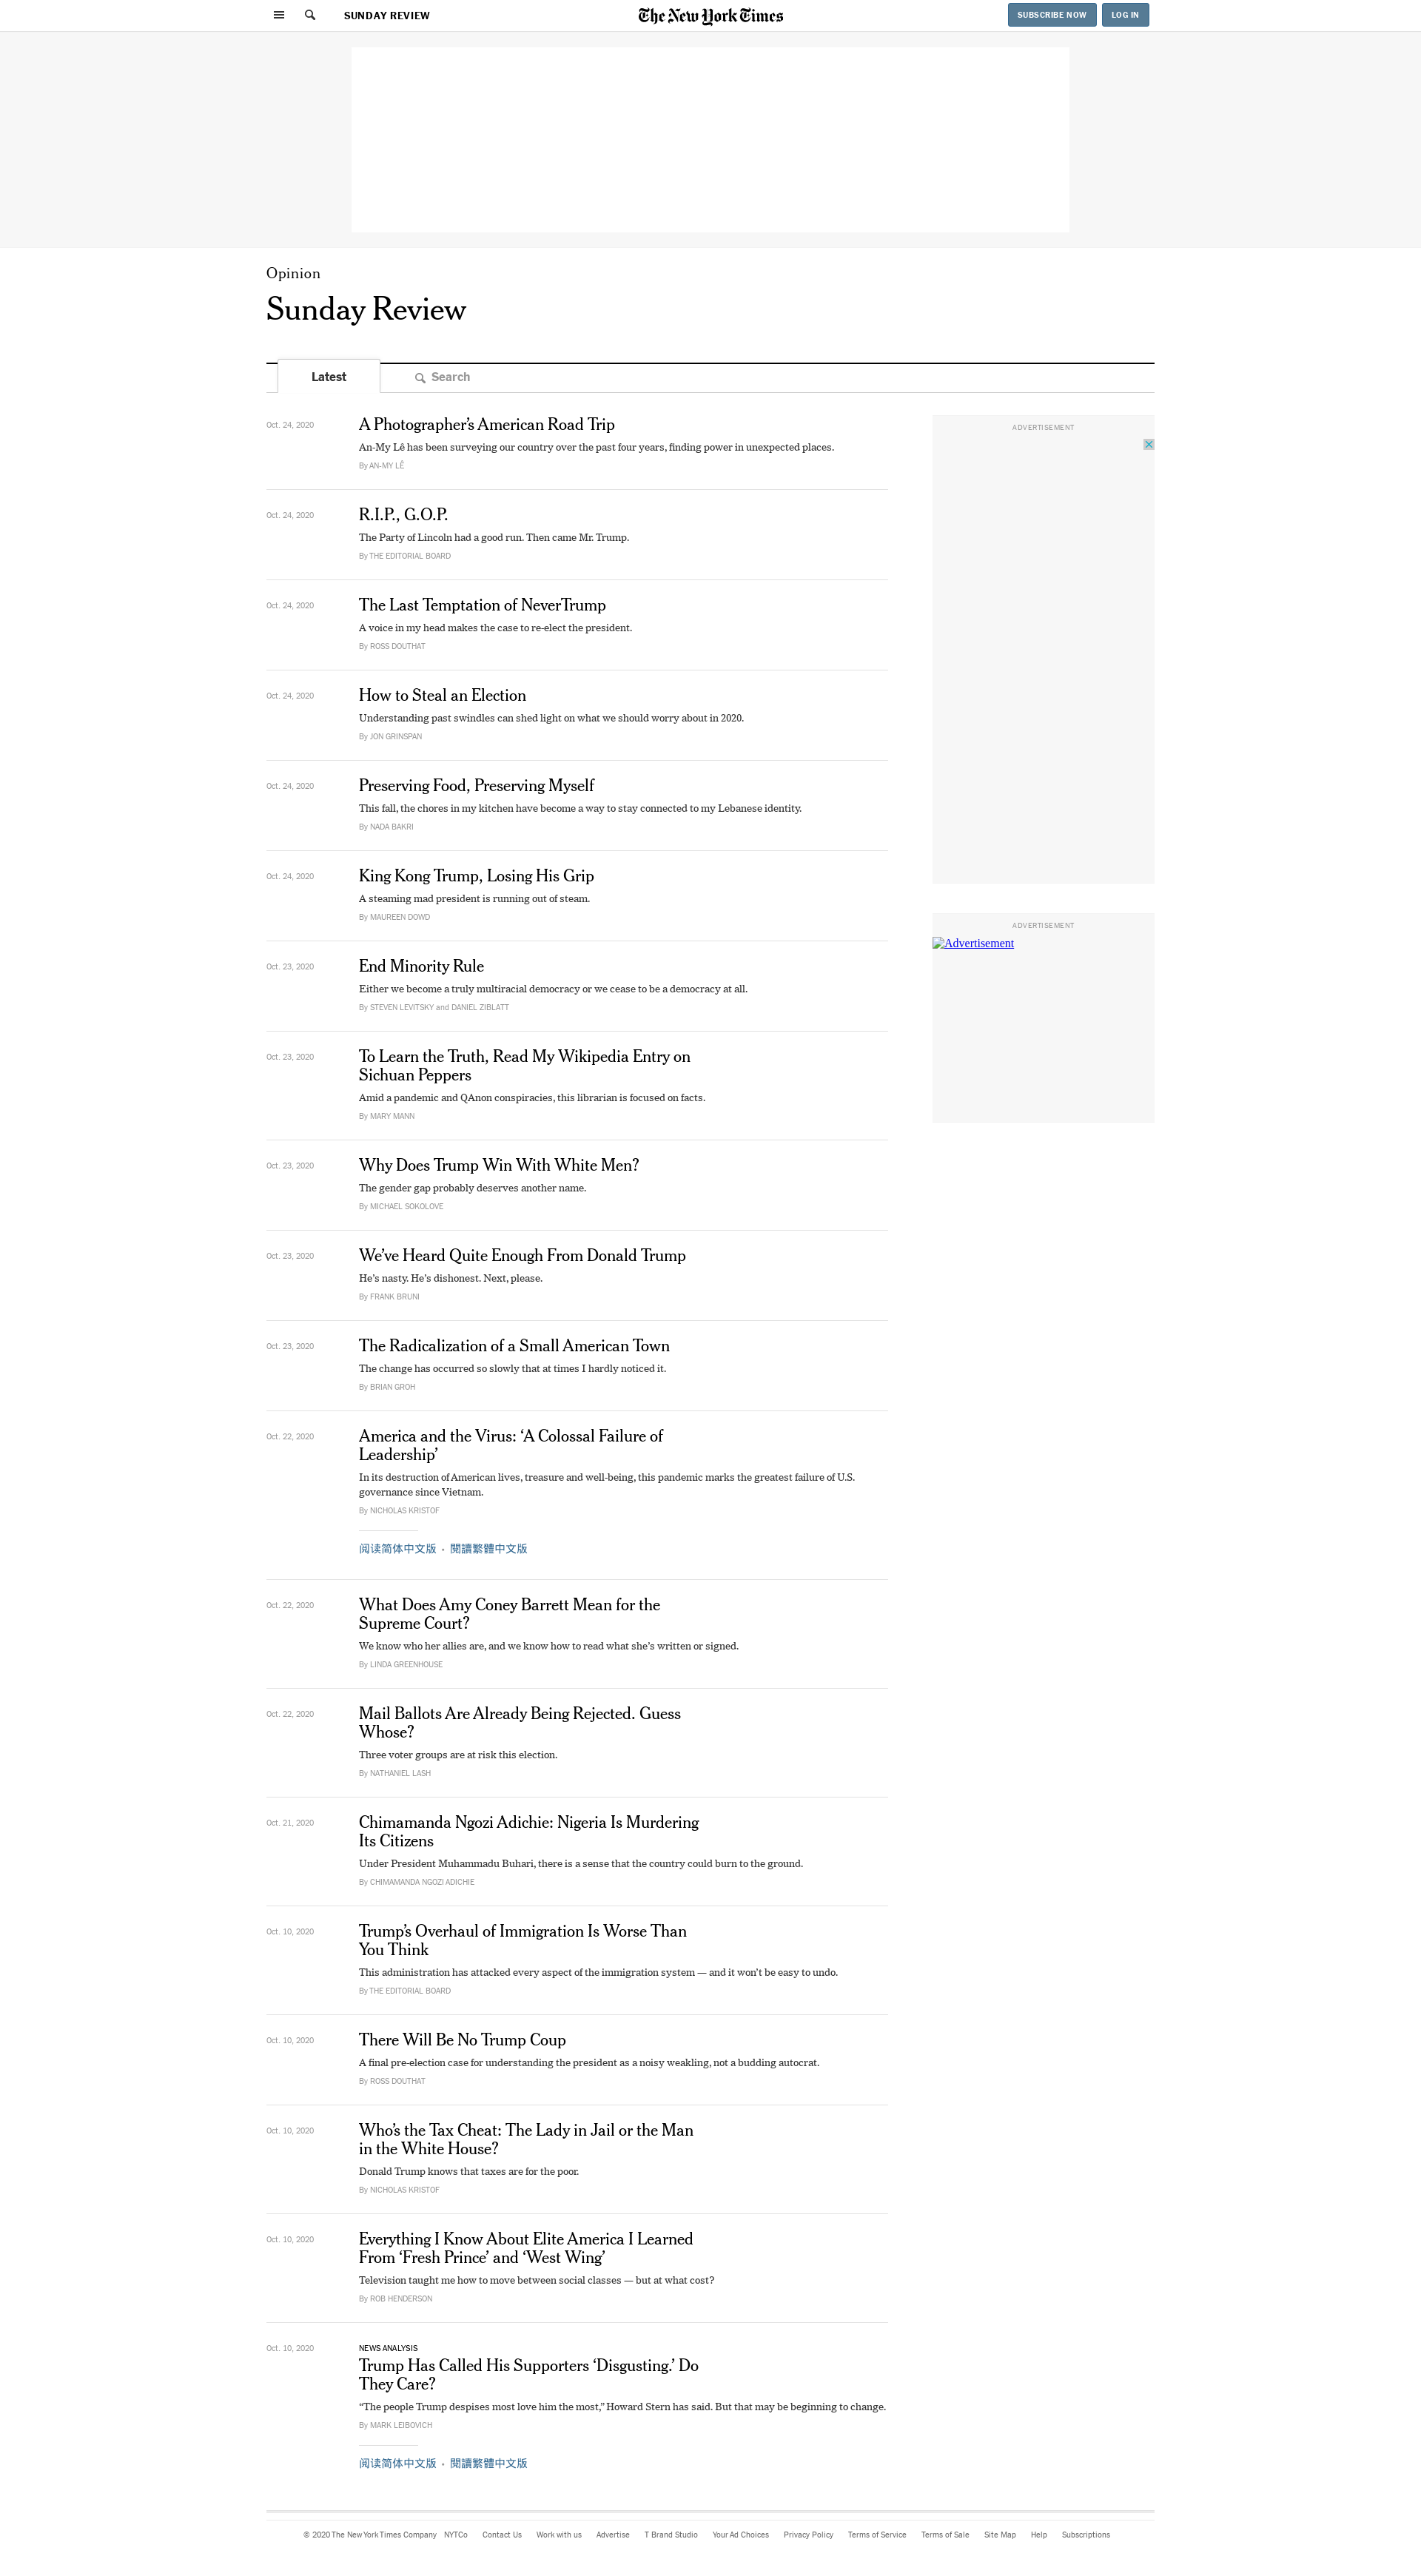 SUNDAY REVIEW
The New York Times
SUBSCRIBE NOW
LOG IN
Opinion
Sunday Review
Latest
Search
Oct. 24, 2020
A Photographer’s American Road Trip
An-My Lê has been surveying our country over the past four years, finding power in unexpected places.
By AN-MY LÊ
Oct. 24, 2020
R.I.P., G.O.P.
The Party of Lincoln had a good run. Then came Mr. Trump.
By THE EDITORIAL BOARD
Oct. 24, 2020
The Last Temptation of NeverTrump
A voice in my head makes the case to re-elect the president.
By ROSS DOUTHAT
Oct. 24, 2020
How to Steal an Election
Understanding past swindles can shed light on what we should worry about in 2020.
By JON GRINSPAN
Oct. 24, 2020
Preserving Food, Preserving Myself
This fall, the chores in my kitchen have become a way to stay connected to my Lebanese identity.
By NADA BAKRI
Oct. 24, 2020
King Kong Trump, Losing His Grip
A steaming mad president is running out of steam.
By MAUREEN DOWD
Oct. 23, 2020
End Minority Rule
Either we become a truly multiracial democracy or we cease to be a democracy at all.
By STEVEN LEVITSKY and DANIEL ZIBLATT
Oct. 23, 2020
To Learn the Truth, Read My Wikipedia Entry on
Sichuan Peppers
Amid a pandemic and QAnon conspiracies, this librarian is focused on facts.
By MARY MANN
Oct. 23, 2020
Why Does Trump Win With White Men?
The gender gap probably deserves another name.
By MICHAEL SOKOLOVE
Oct. 23, 2020
We’ve Heard Quite Enough From Donald Trump
He’s nasty. He’s dishonest. Next, please.
By FRANK BRUNI
Oct. 23, 2020
The Radicalization of a Small American Town
The change has occurred so slowly that at times I hardly noticed it.
By BRIAN GROH
Oct. 22, 2020
America and the Virus: ‘A Colossal Failure of
Leadership’
In its destruction of American lives, treasure and well-being, this pandemic marks the greatest failure of U.S.
governance since Vietnam.
By NICHOLAS KRISTOF
阅读简体中文版 • 閱讀繁體中文版
Oct. 22, 2020
What Does Amy Coney Barrett Mean for the
Supreme Court?
We know who her allies are, and we know how to read what she’s written or signed.
By LINDA GREENHOUSE
Oct. 22, 2020
Mail Ballots Are Already Being Rejected. Guess
Whose?
Three voter groups are at risk this election.
By NATHANIEL LASH
Oct. 21, 2020
Chimamanda Ngozi Adichie: Nigeria Is Murdering
Its Citizens
Under President Muhammadu Buhari, there is a sense that the country could burn to the ground.
By CHIMAMANDA NGOZI ADICHIE
Oct. 10, 2020
Trump’s Overhaul of Immigration Is Worse Than
You Think
This administration has attacked every aspect of the immigration system — and it won’t be easy to undo.
By THE EDITORIAL BOARD
Oct. 10, 2020
There Will Be No Trump Coup
A final pre-election case for understanding the president as a noisy weakling, not a budding autocrat.
By ROSS DOUTHAT
Oct. 10, 2020
Who’s the Tax Cheat: The Lady in Jail or the Man
in the White House?
Donald Trump knows that taxes are for the poor.
By NICHOLAS KRISTOF
Oct. 10, 2020
Everything I Know About Elite America I Learned
From ‘Fresh Prince’ and ‘West Wing’
Television taught me how to move between social classes — but at what cost?
By ROB HENDERSON
Oct. 10, 2020
NEWS ANALYSIS
Trump Has Called His Supporters ‘Disgusting.’ Do
They Care?
“The people Trump despises most love him the most,” Howard Stern has said. But that may be beginning to change.
By MARK LEIBOVICH
阅读简体中文版 • 閱讀繁體中文版
ADVERTISEMENT
ADVERTISEMENT
Advertisement
© 2020 The New York Times Company NYTCo Contact Us Work with us Advertise T Brand Studio Your Ad Choices Privacy Policy Terms of Service Terms of Sale Site Map Help Subscriptions